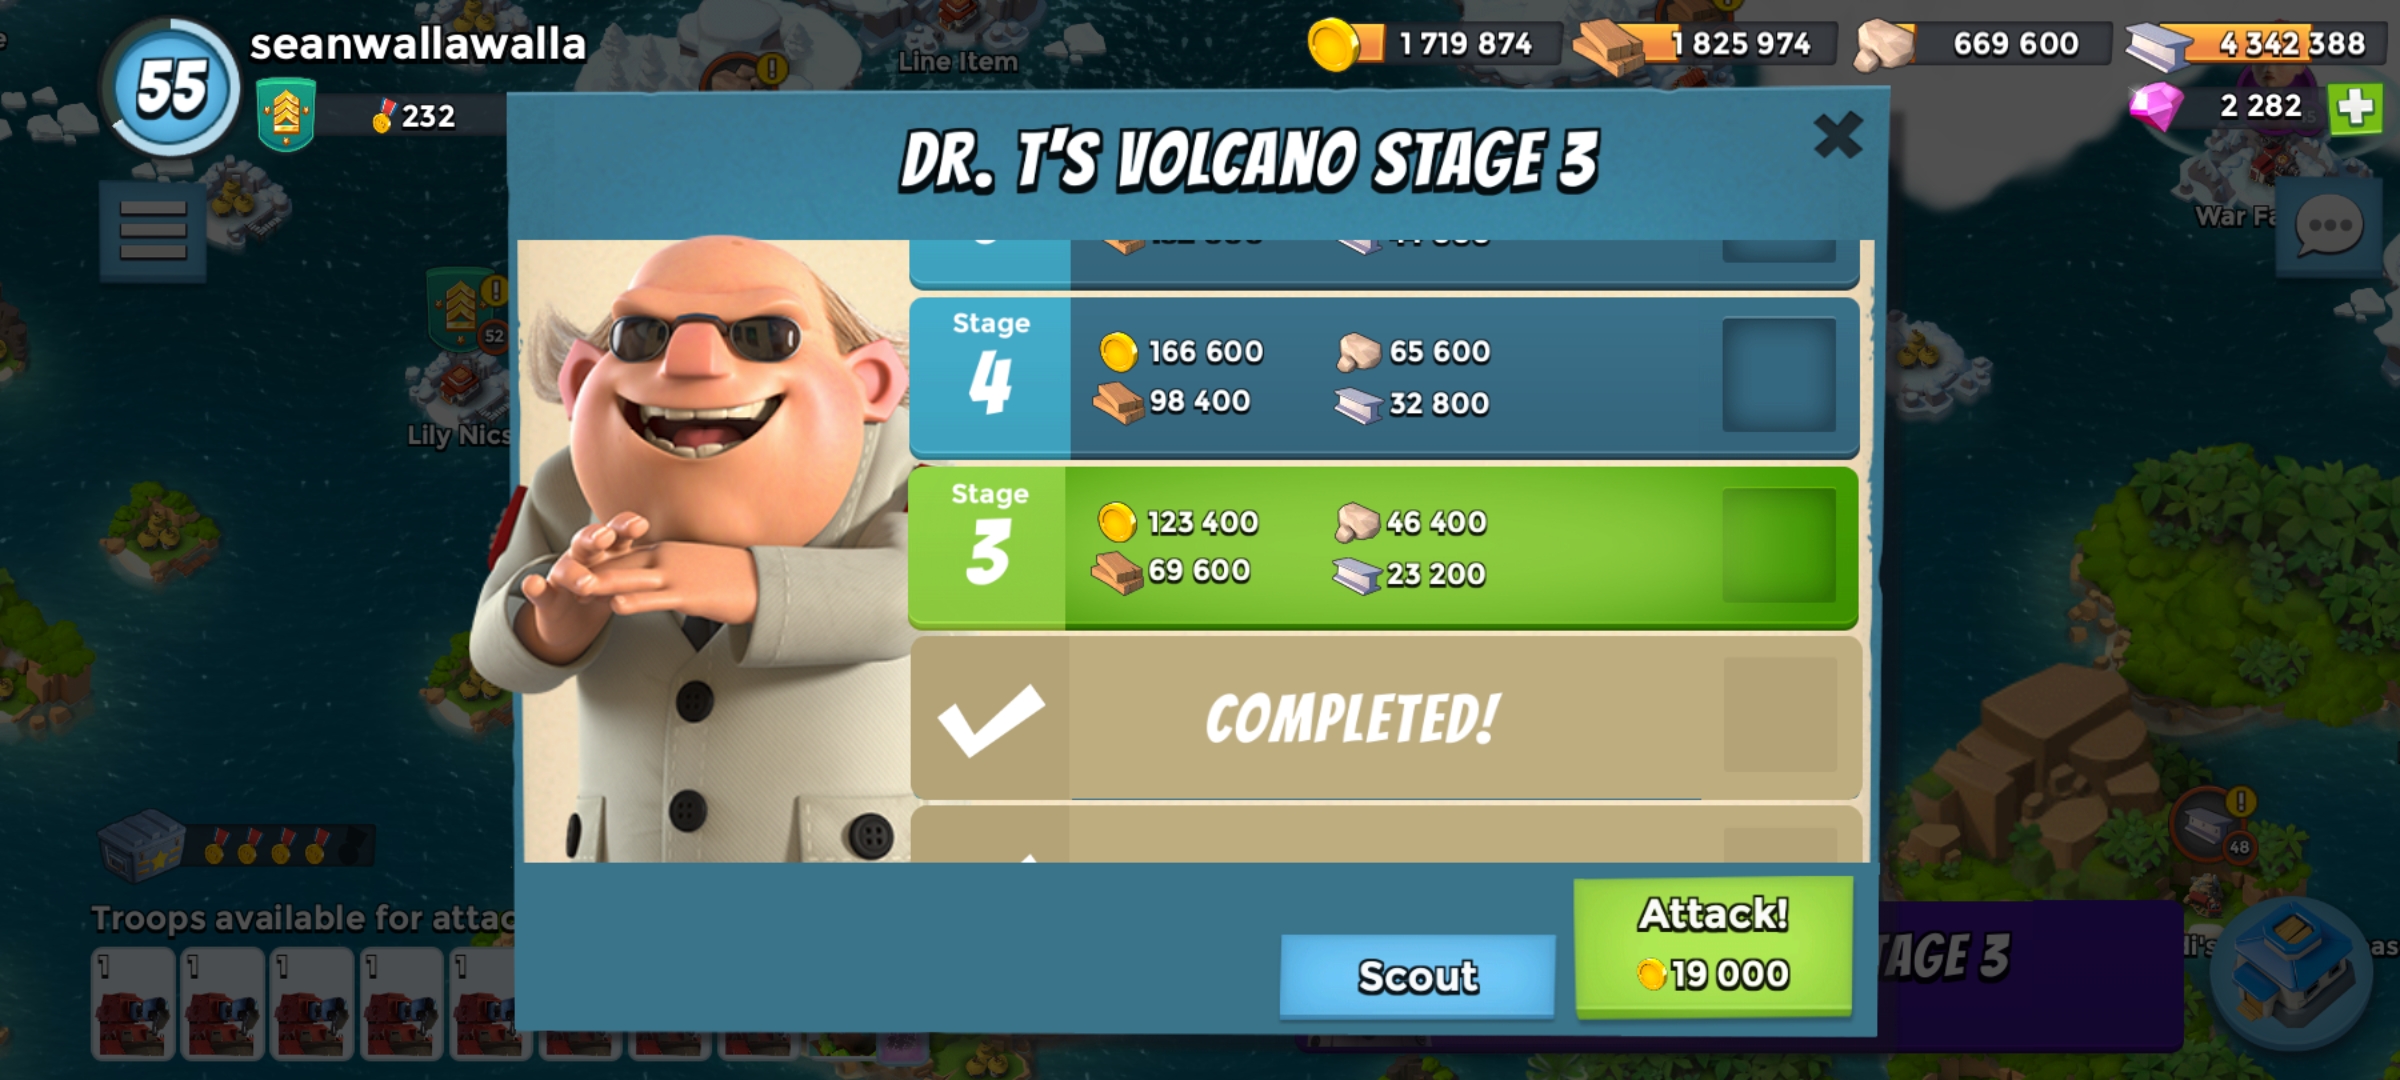 55
seanwallawalla
232
Line Item
1 719 874
1 825 974
669 600
4 342 388
2 282
DR. T'S VOLCANO STAGE 3
War Fa
52
Lily Nics
Stage
4
166 600
65 600
98 400
32 800
Stage
3
123 400
46 400
69 600
23 200
COMPLETED!
48
Troops available for attac
1
1
1
1
1
Scout
Attack!
19 000
TAGE 3
di's
as